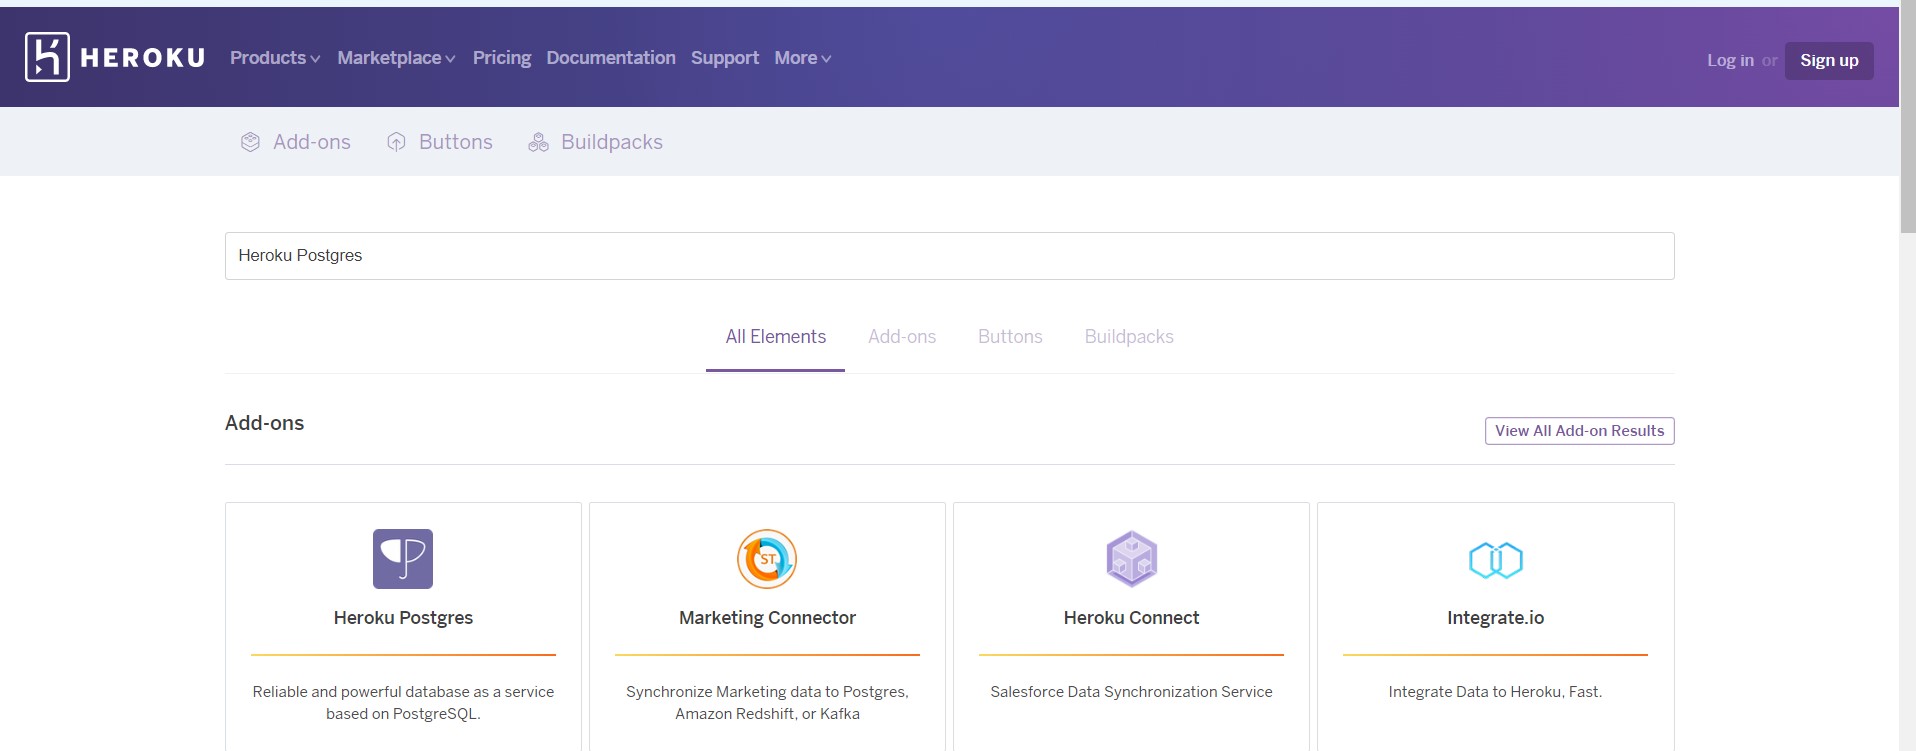 HEROKU Products Marketplace Pricing Documentation Support More Log in or Sign up
Add-ons Buttons Buildpacks
Heroku Postgres
All Elements Add-ons Buttons Buildpacks
Add-ons
View All Add-on Results
Heroku Postgres
Reliable and powerful database as a service
based on PostgreSQL.
ST
Marketing Connector
Synchronize Marketing data to Postgres,
Amazon Redshift, or Kafka
Heroku Connect
Salesforce Data Synchronization Service
Integrate.io
Integrate Data to Heroku, Fast.